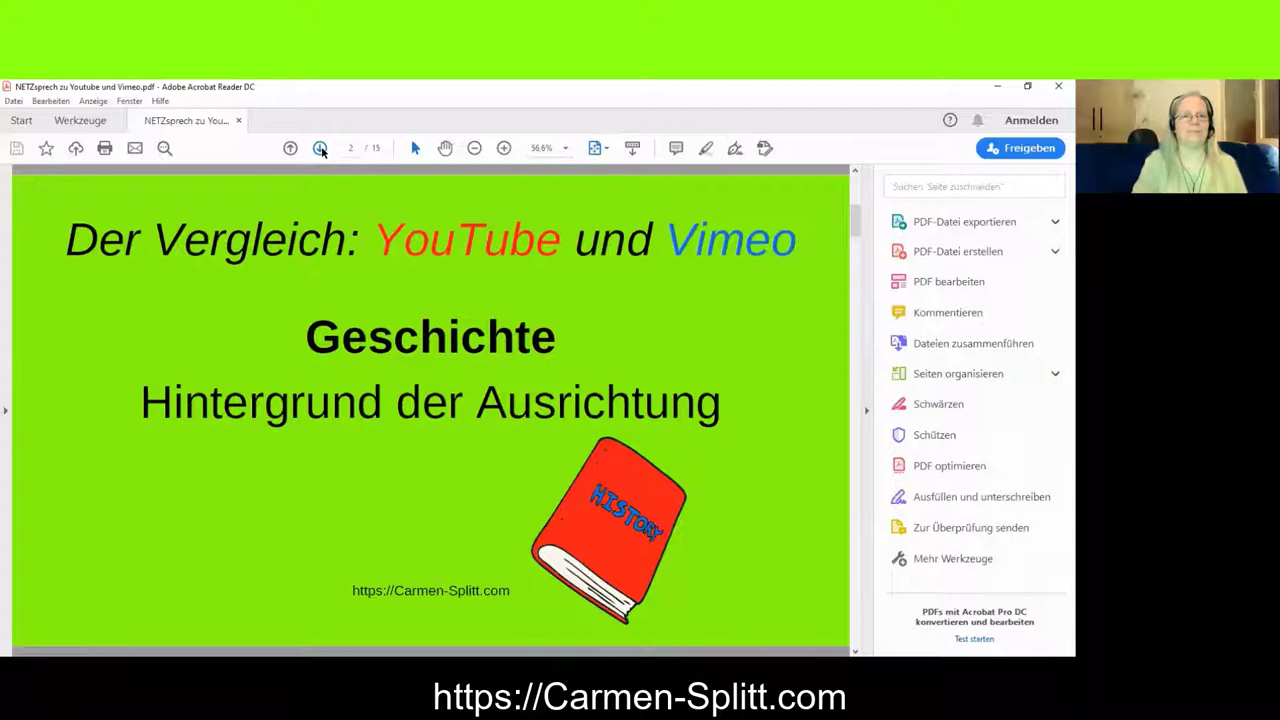 NETZsprech zu Youtube und Vimeo.pdf - Adobe Acrobat Reader DC
Datei Bearbeiten Anzeige Fenster Hilfe
Start Werkzeuge NETZsprech zu You... × Anmelden
2 / 15 56,6% Freigeben
Der Vergleich: YouTube und Vimeo
Geschichte
Hintergrund der Ausrichtung
HISTORY
https://Carmen-Splitt.com
Suchen 'Seite zuschneiden'
PDF-Datei exportieren
PDF-Datei erstellen
PDF bearbeiten
Kommentieren
Dateien zusammenführen
Seiten organisieren
Schwärzen
Schützen
PDF optimieren
Ausfüllen und unterschreiben
Zur Überprüfung senden
Mehr Werkzeuge
PDFs mit Acrobat Pro DC
konvertieren und bearbeiten
Test starten
https://Carmen-Splitt.com